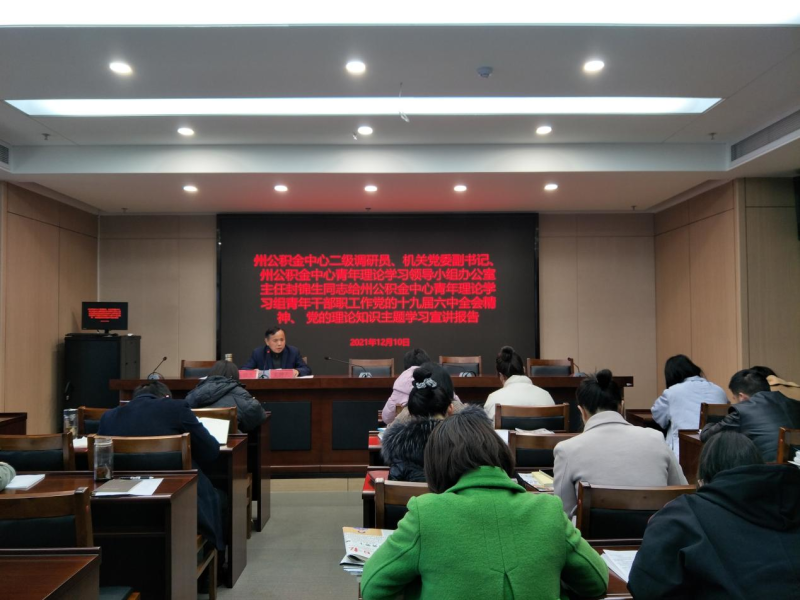 州公积金中心二级调研员、机关党委副书记、
州公积金中心青年理论学习领导小组办公室
主任封锦生同志给州公积金中心青年理论学
习组青年干部职工作党的十九届六中全会精
神、 党的理论知识主题学习宣讲报告
2021年12月10日